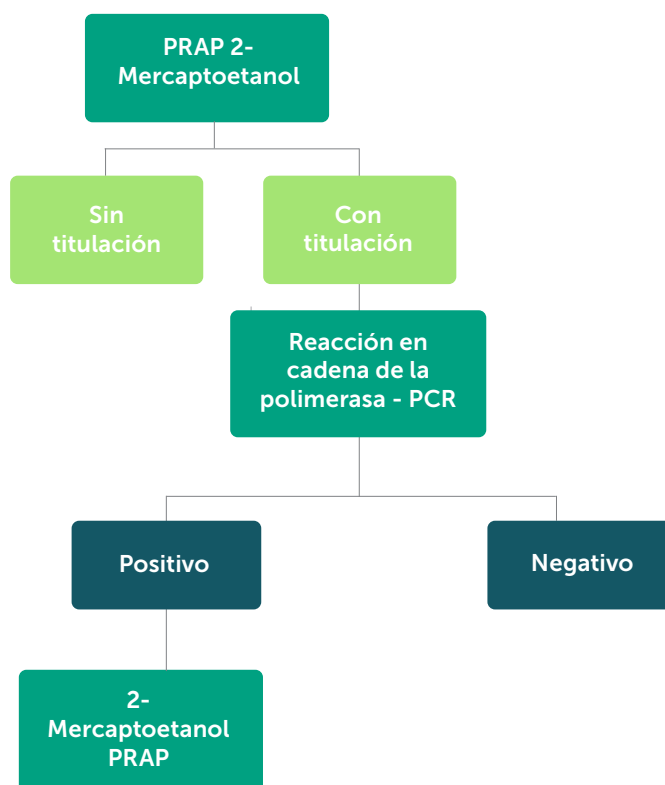 PRAP 2-
Mercaptoetanol
Sin
titulación
Con
titulación
Reacción en
cadena de la
polimerasa - PCR
Positivo
Negativo
2-
Mercaptoetanol
PRAP